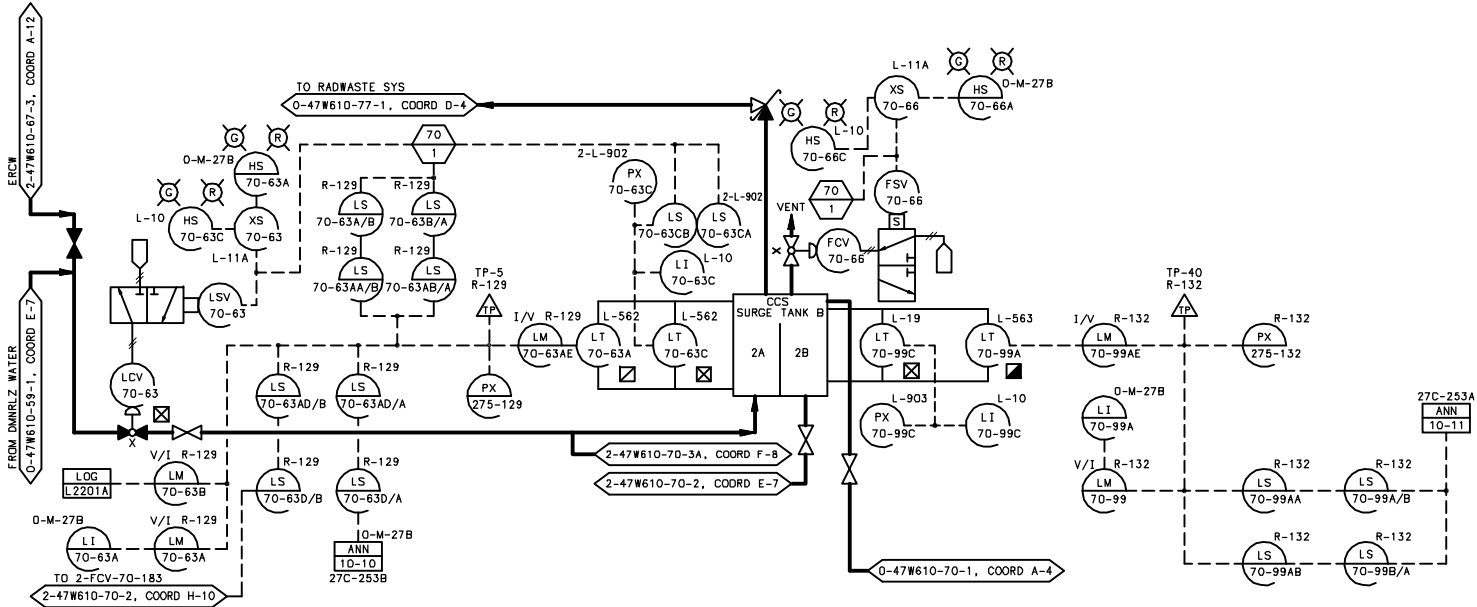 ERCW
2-47W610-67-3, COORD A-12
FROM DMNRLZ WATER
0-47W610-59-1, COORD E-7
TO RADWASTE SYS
0-47W610-77-1, COORD D-4
G
R
O-M-27B
HS
70-63A
G
R
L-10
HS
70-63C
XS
70-63
L-11A
LSV
70-63
LCV
70-63
X
70
1
R-129
LS
70-63A/B
R-129
LS
70-63B/A
R-129
LS
70-63AA/B
R-129
LS
70-63AB/A
2-L-902
PX
70-63C
2-L-902
LS
70-63CB
LS
70-63CA
L-10
LI
70-63C
TP-5
R-129
TP
I/V
R-129
LM
70-63AE
L-562
LT
70-63A
L-562
LT
70-63C
PX
275-129
R-129
LS
70-63AD/B
R-129
LS
70-63AD/A
R-129
LS
70-63D/B
R-129
LS
70-63D/A
O-M-27B
ANN
10-10
27C-253B
V/I
R-129
LM
70-63B
LOG
L2201A
V/I
R-129
LM
70-63A
O-M-27B
LI
70-63A
TO 2-FCV-70-183
2-47W610-70-2, COORD H-10
CCS
SURGE TANK B
2A
2B
VENT
X
FCV
70-66
S
FSV
70-66
70
1
G
R
L-10
HS
70-66C
L-11A
XS
70-66
G
R
O-M-27B
HS
70-66A
L-19
LT
70-99C
L-563
LT
70-99A
L-903
PX
70-99C
L-10
LI
70-99C
2-47W610-70-3A, COORD F-8
2-47W610-70-2, COORD E-7
0-47W610-70-1, COORD A-4
I/V
R-132
LM
70-99AE
TP-40
R-132
TP
R-132
PX
275-132
O-M-27B
LI
70-99A
V/I
R-132
LM
70-99
R-132
LS
70-99AA
R-132
LS
70-99A/B
R-132
LS
70-99AB
R-132
LS
70-99B/A
27C-253A
ANN
10-11